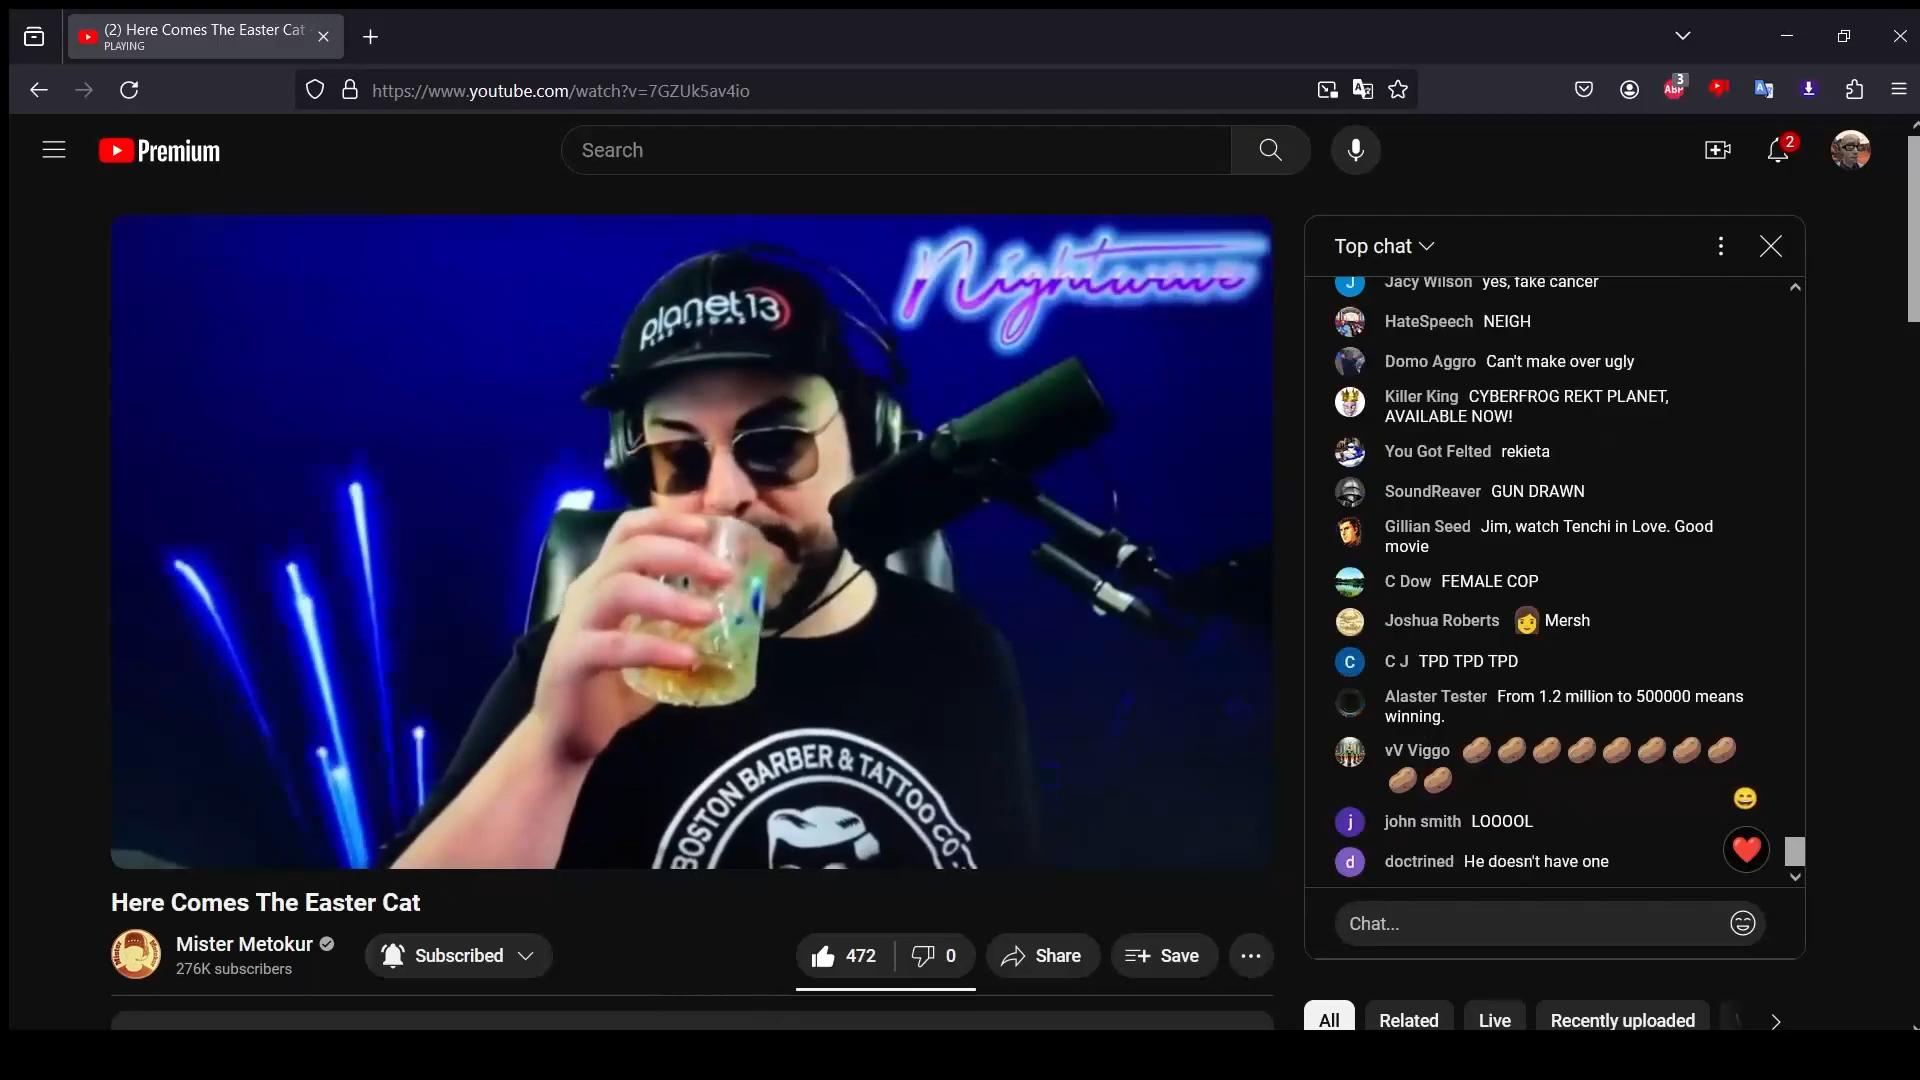 (2) Here Comes The Easter Cat
PLAYING
https://www.youtube.com/watch?v=7GZUk5av4io
ABP
3
Premium
Search
2
Nightwave
planet13
LAS VEGAS
BOSTON BARBER & TATTOO CO.
Top chat
J Jacy Wilson yes, fake cancer
HateSpeech NEIGH
Domo Aggro Can't make over ugly
Killer King CYBERFROG REKT PLANET,
AVAILABLE NOW!
You Got Felted rekieta
SoundReaver GUN DRAWN
Gillian Seed Jim, watch Tenchi in Love. Good
movie
C Dow FEMALE COP
Joshua Roberts 👩 Mersh
C C J TPD TPD TPD
Alaster Tester From 1.2 million to 500000 means
winning.
vV Viggo 🥔🥔🥔🥔🥔🥔🥔🥔
🥔🥔
j john smith LOOOOL
d doctrined He doesn't have one
Chat...
Here Comes The Easter Cat
Mister Metokur
276K subscribers
Subscribed
472
0
Share
Save
All
Related
Live
Recently uploaded